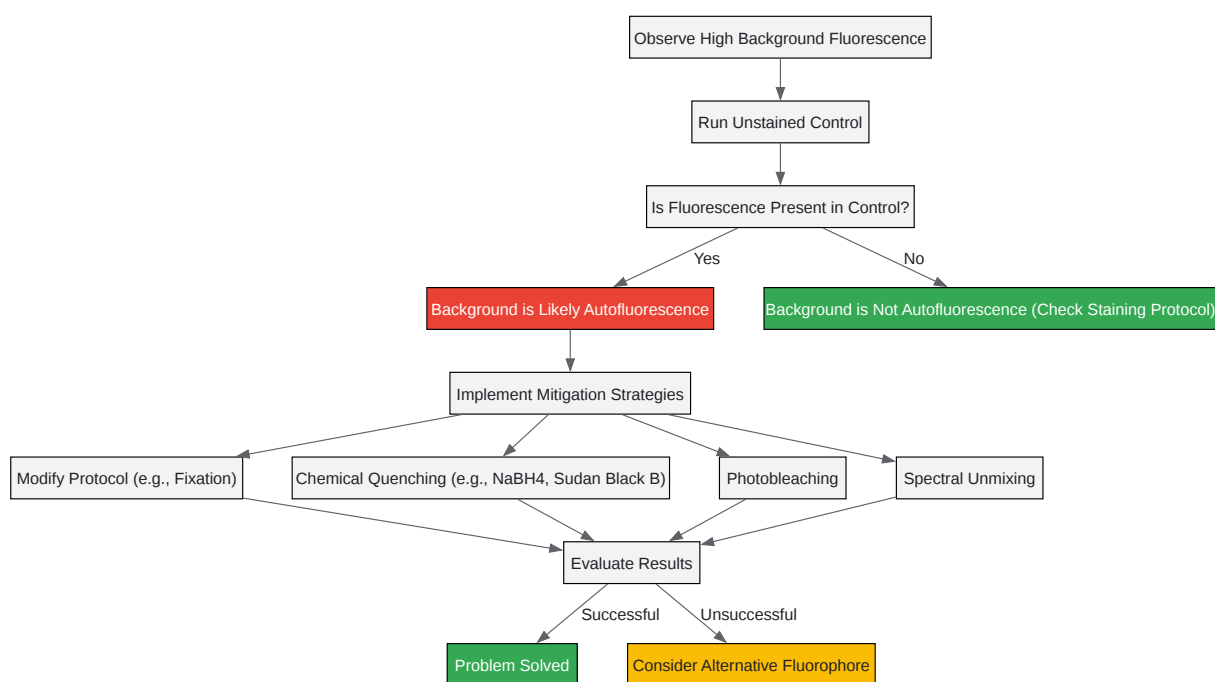 Observe High Background Fluorescence
Run Unstained Control
Is Fluorescence Present in Control?
Yes
No
Background is Likely Autofluorescence
Background is Not Autofluorescence (Check Staining Protocol)
Implement Mitigation Strategies
Modify Protocol (e.g., Fixation)
Chemical Quenching (e.g., NaBH4, Sudan Black B)
Photobleaching
Spectral Unmixing
Evaluate Results
Successful
Unsuccessful
Problem Solved
Consider Alternative Fluorophore